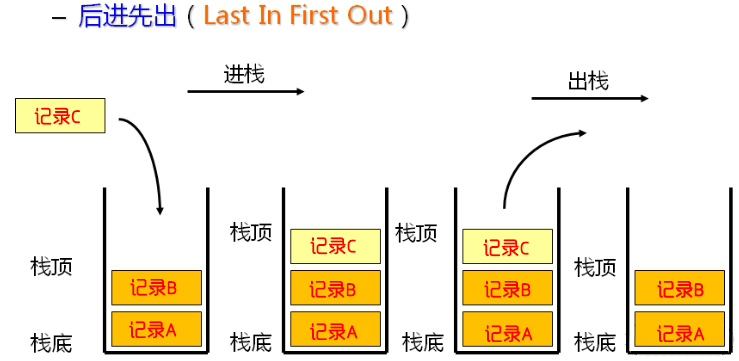 – 后进先出（Last In First Out）
进栈
出栈
记录C
栈顶
记录B
栈底
记录A
栈顶
记录C
记录B
栈底
记录A
栈顶
记录C
记录B
栈底
记录A
栈顶
记录B
栈底
记录A